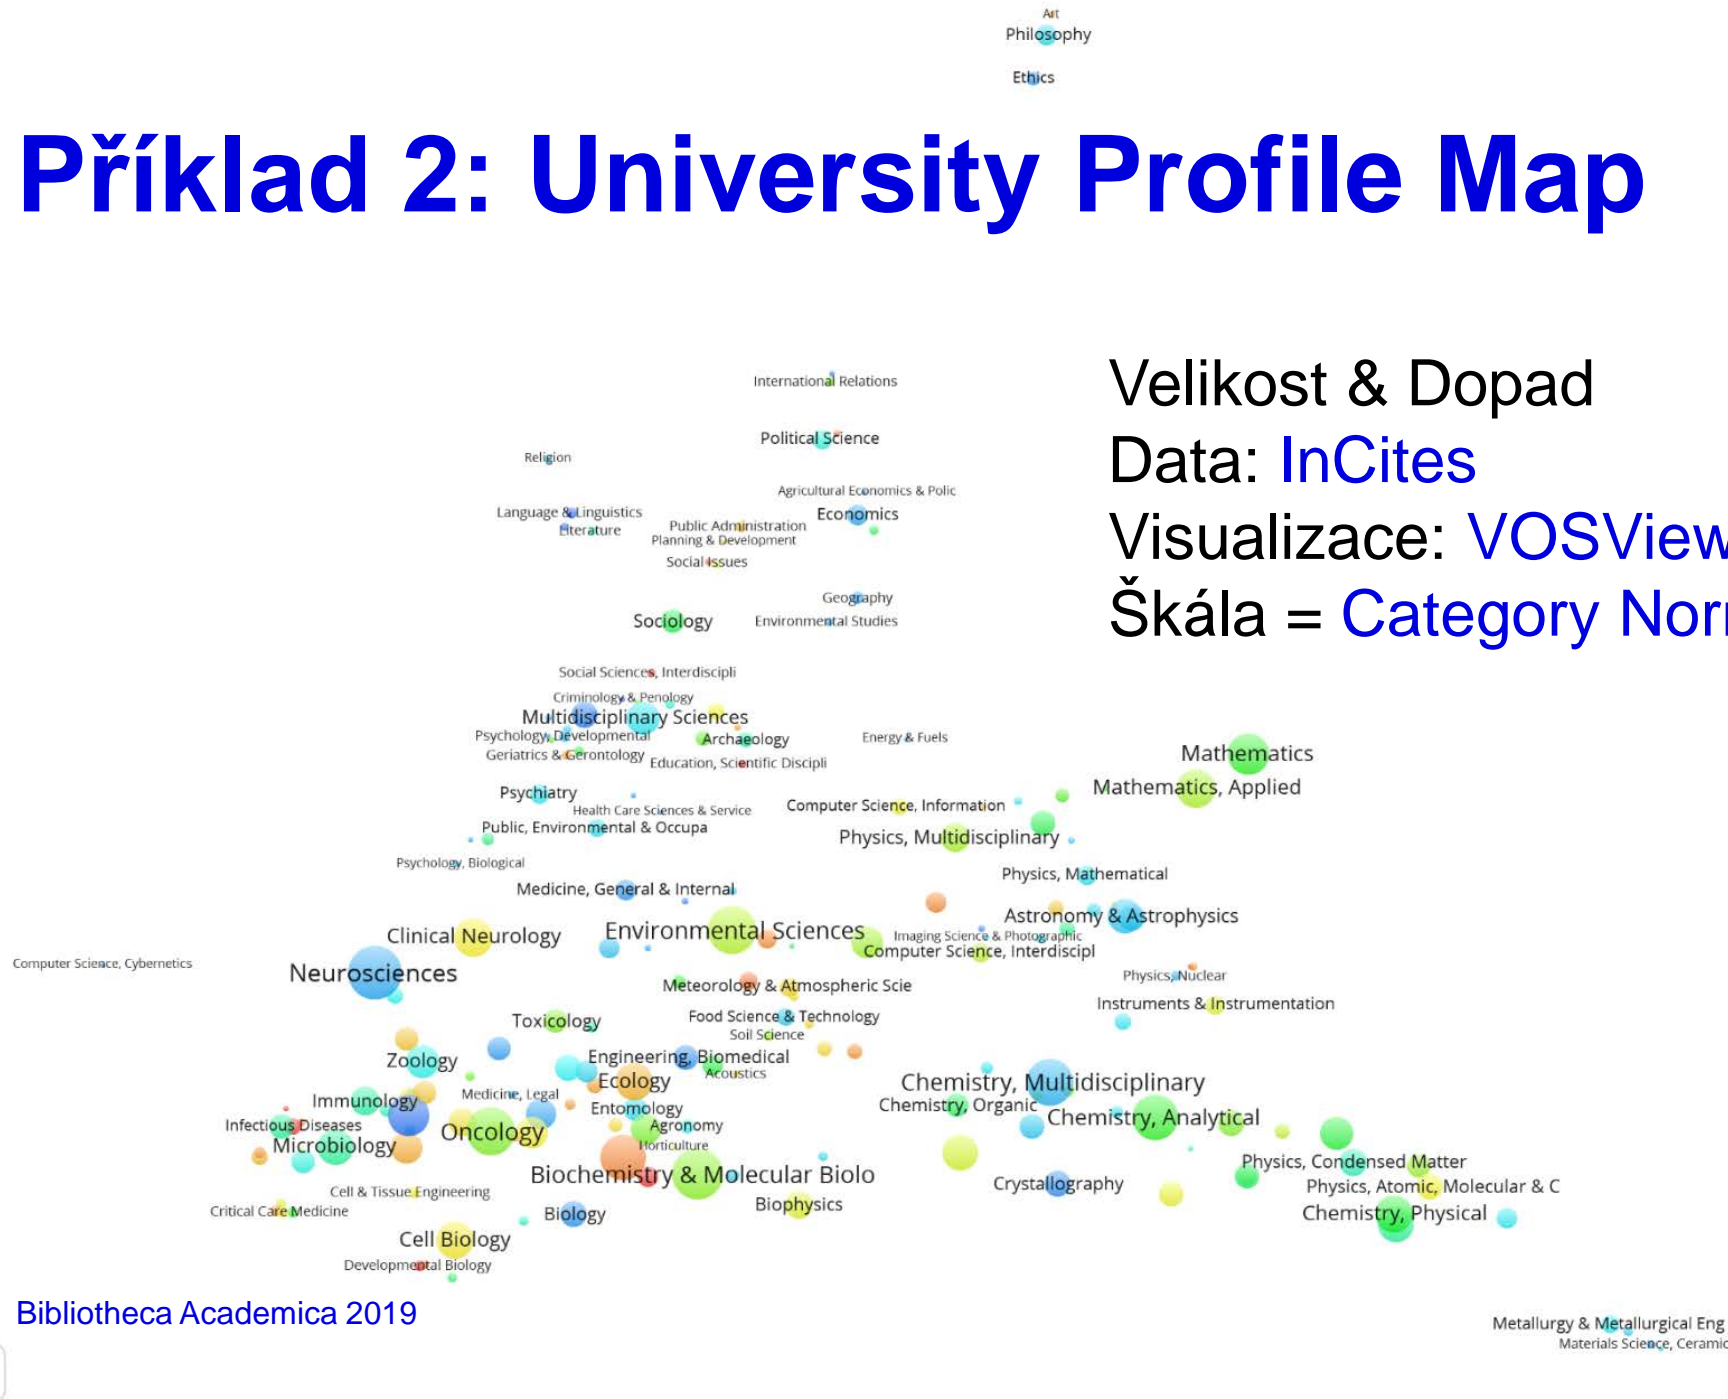 Art
Philosophy
Ethics
Příklad 2: University Profile Map
Velikost & Dopad
Data: InCites
Visualizace: VOSView
Škála = Category Nor
International Relations
Political Science
Religion
Agricultural Economics & Polic
Language & Linguistics
Economics
Literature
Public Administration
Planning & Development
Social Issues
Geography
Sociology
Environmental Studies
Social Sciences, Interdiscipli
Criminology & Penology
Multidisciplinary Sciences
Psychology, Developmental
Archaeology
Energy & Fuels
Geriatrics & Gerontology
Education, Scientific Discipli
Mathematics
Mathematics, Applied
Psychiatry
Health Care Sciences & Service
Computer Science, Information
Public, Environmental & Occupa
Physics, Multidisciplinary
Psychology, Biological
Physics, Mathematical
Medicine, General & Internal
Astronomy & Astrophysics
Clinical Neurology
Environmental Sciences
Imaging Science & Photographic
Computer Science, Interdiscipl
Computer Science, Cybernetics
Neurosciences
Physics, Nuclear
Meteorology & Atmospheric Scie
Instruments & Instrumentation
Toxicology
Food Science & Technology
Soil Science
Zoology
Engineering, Biomedical
Acoustics
Ecology
Chemistry, Multidisciplinary
Immunology
Medicine, Legal
Entomology
Chemistry, Organic
Chemistry, Analytical
Infectious Diseases
Oncology
Agronomy
Microbiology
Horticulture
Physics, Condensed Matter
Biochemistry & Molecular Biolo
Crystallography
Physics, Atomic, Molecular & C
Cell & Tissue Engineering
Biophysics
Critical Care Medicine
Biology
Chemistry, Physical
Cell Biology
Developmental Biology
Bibliotheca Academica 2019
Metallurgy & Metallurgical Eng
Materials Science, Ceramic